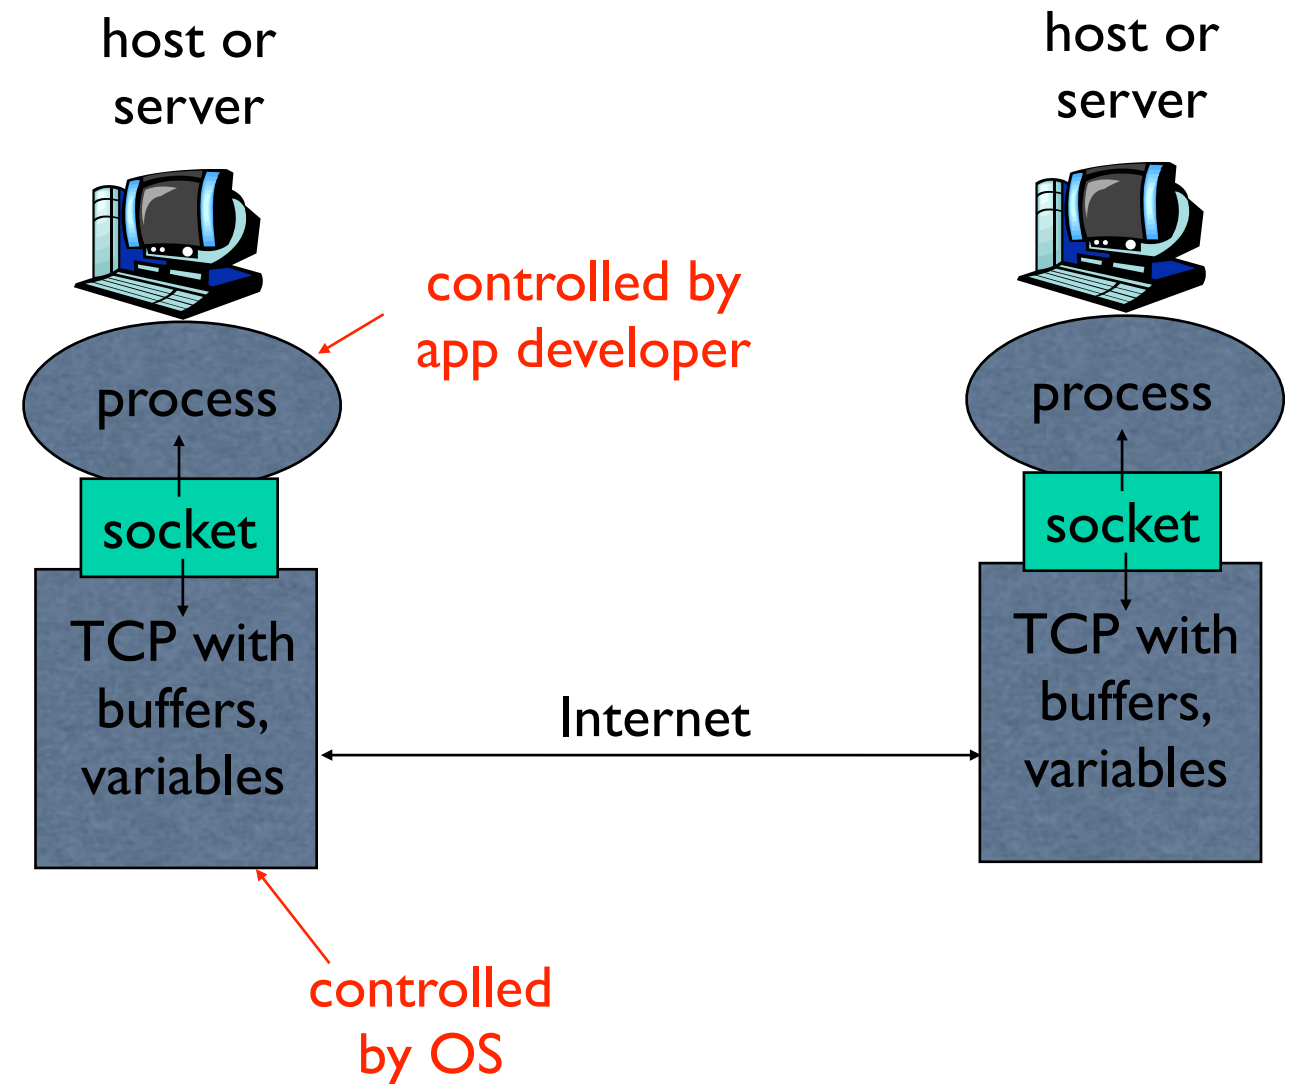 host or
server
host or
server
controlled by
app developer
process
process
socket
socket
TCP with
buffers,
variables
Internet
TCP with
buffers,
variables
controlled
by OS